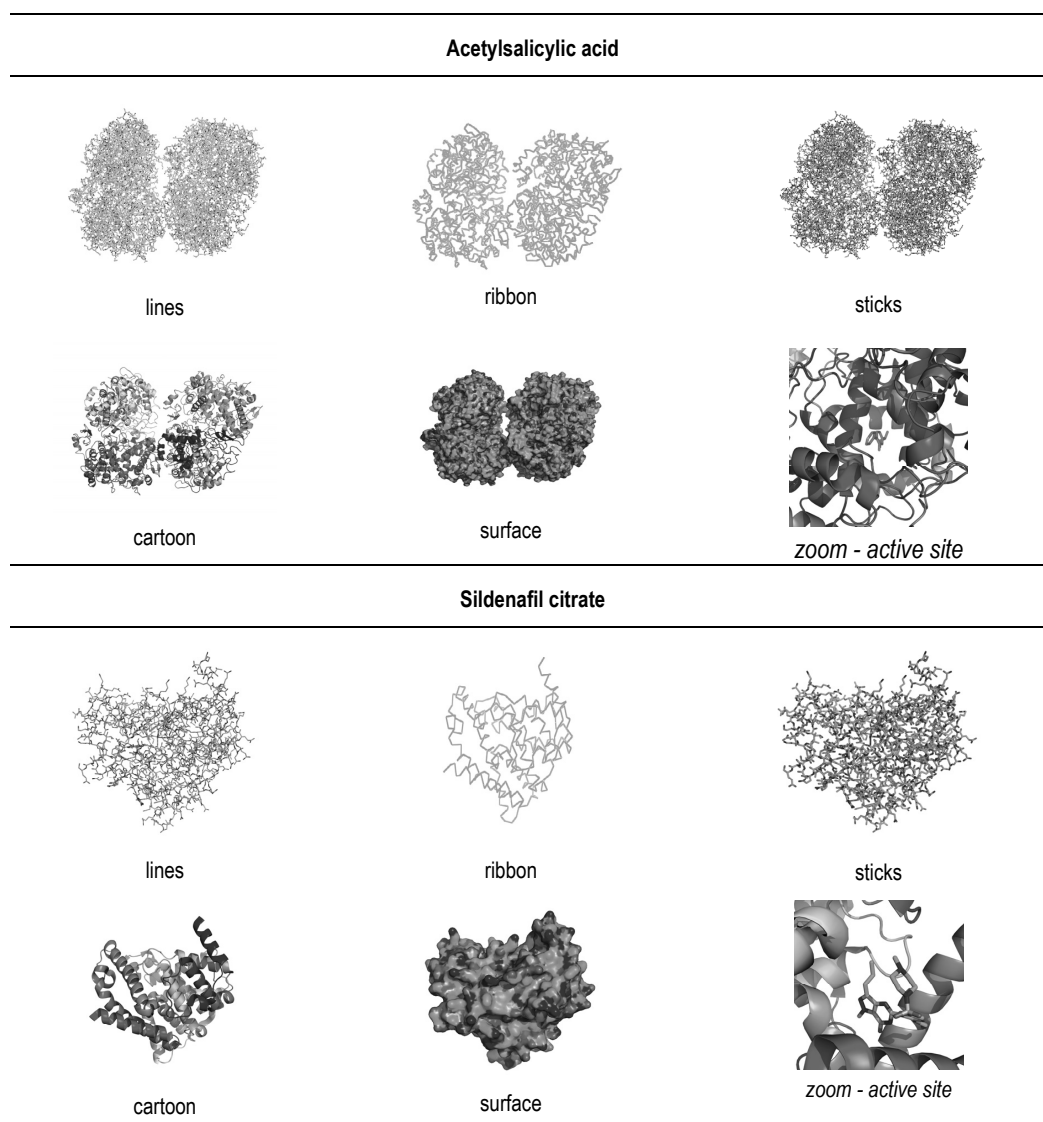 Acetylsalicylic acid
lines
ribbon
sticks
cartoon
surface
zoom - active site
Sildenafil citrate
lines
ribbon
sticks
cartoon
surface
zoom - active site